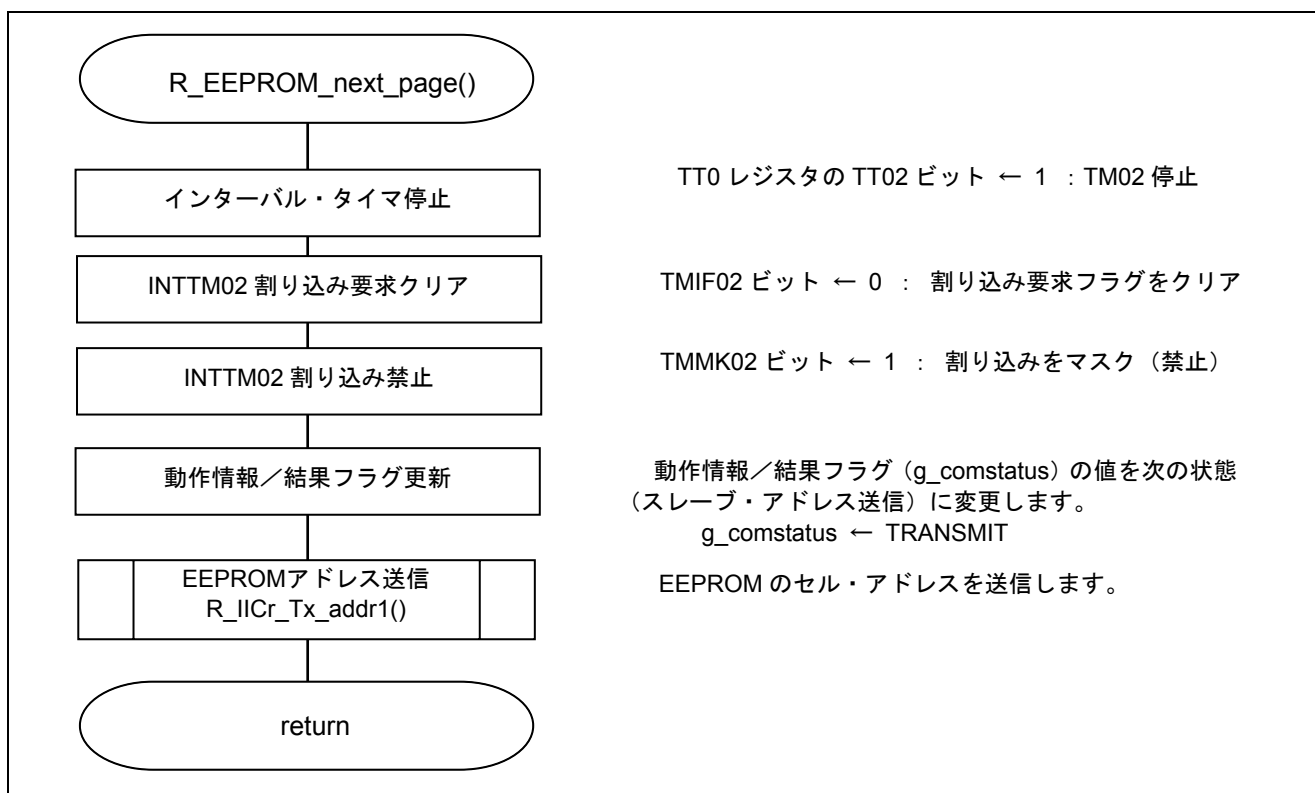 R_EEPROM_next_page()
インターバル・タイマ停止
TT0 レジスタの TT02 ビット ← 1 : TM02 停止
INTTM02 割り込み要求クリア
TMIF02 ビット ← 0 : 割り込み要求フラグをクリア
INTTM02 割り込み禁止
TMMK02 ビット ← 1 : 割り込みをマスク（禁止）
動作情報／結果フラグ更新
動作情報／結果フラグ（g_comstatus）の値を次の状態
（スレーブ・アドレス送信）に変更します。
g_comstatus ← TRANSMIT
EEPROMアドレス送信
R_IICr_Tx_addr1()
EEPROM のセル・アドレスを送信します。
return